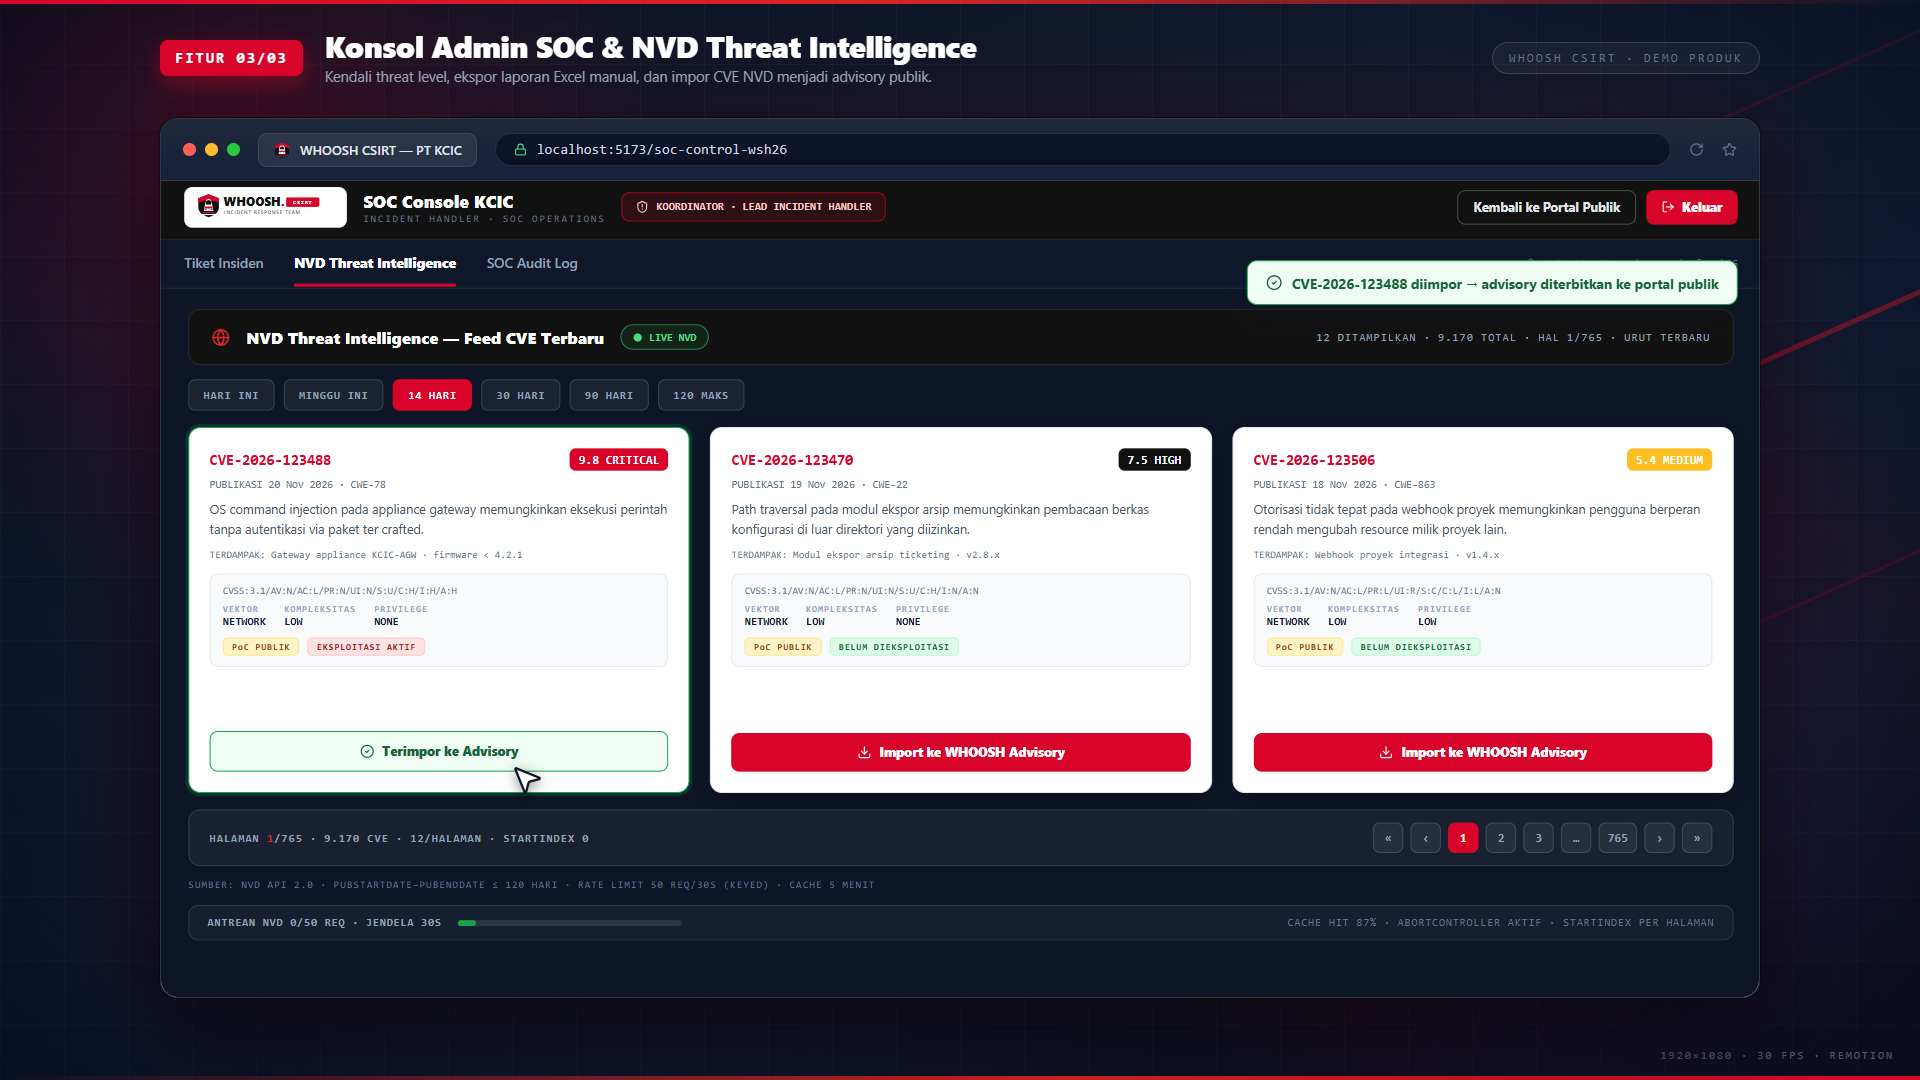 FITUR 03/03
Konsol Admin SOC & NVD Threat Intelligence
Kendali threat level, ekspor laporan Excel manual, dan impor CVE NVD menjadi advisory publik.
WHOOSH CSIRT · DEMO PRODUK
WHOOSH CSIRT — PT KCIC
localhost:5173/soc-control-wsh26
WHOOSH. CSIRT
INCIDENT RESPONSE TEAM
SOC Console KCIC
INCIDENT HANDLER · SOC OPERATIONS
KOORDINATOR · LEAD INCIDENT HANDLER
Kembali ke Portal Publik
Keluar
Tiket Insiden
NVD Threat Intelligence
SOC Audit Log
CVE-2026-123488 diimpor → advisory diterbitkan ke portal publik
NVD Threat Intelligence — Feed CVE Terbaru
LIVE NVD
12 DITAMPILKAN · 9.170 TOTAL · HAL 1/765 · URUT TERBARU
HARI INI
MINGGU INI
14 HARI
30 HARI
90 HARI
120 MAKS
CVE-2026-123488
9.8 CRITICAL
PUBLIKASI 20 Nov 2026 · CWE-78
OS command injection pada appliance gateway memungkinkan eksekusi perintah
tanpa autentikasi via paket ter crafted.
TERDAMPAK: Gateway appliance KCIC-AGW · firmware < 4.2.1
CVSS:3.1/AV:N/AC:L/PR:N/UI:N/S:U/C:H/I:H/A:H
VEKTOR KOMPLEKSITAS PRIVILEGE
NETWORK LOW NONE
PoC PUBLIK
EKSPLOITASI AKTIF
Terimpor ke Advisory
CVE-2026-123470
7.5 HIGH
PUBLIKASI 19 Nov 2026 · CWE-22
Path traversal pada modul ekspor arsip memungkinkan pembacaan berkas
konfigurasi di luar direktori yang diizinkan.
TERDAMPAK: Modul ekspor arsip ticketing · v2.8.x
CVSS:3.1/AV:N/AC:L/PR:N/UI:N/S:U/C:H/I:N/A:N
VEKTOR KOMPLEKSITAS PRIVILEGE
NETWORK LOW NONE
PoC PUBLIK
BELUM DIEKSPLOITASI
Import ke WHOOSH Advisory
CVE-2026-123506
5.4 MEDIUM
PUBLIKASI 18 Nov 2026 · CWE-863
Otorisasi tidak tepat pada webhook proyek memungkinkan pengguna berperan
rendah mengubah resource milik proyek lain.
TERDAMPAK: Webhook proyek integrasi · v1.4.x
CVSS:3.1/AV:N/AC:L/PR:L/UI:R/S:C/C:L/I:L/A:N
VEKTOR KOMPLEKSITAS PRIVILEGE
NETWORK LOW LOW
PoC PUBLIK
BELUM DIEKSPLOITASI
Import ke WHOOSH Advisory
HALAMAN 1/765 · 9.170 CVE · 12/HALAMAN · STARTINDEX 0
« ‹ 1 2 3 … 765 › »
SUMBER: NVD API 2.0 · PUBSTARTDATE–PUBENDDATE ≤ 120 HARI · RATE LIMIT 50 REQ/30S (KEYED) · CACHE 5 MENIT
ANTREAN NVD 0/50 REQ · JENDELA 30S
CACHE HIT 87% · ABORTCONTROLLER AKTIF · STARTINDEX PER HALAMAN
1920×1080 · 30 FPS · REMOTION